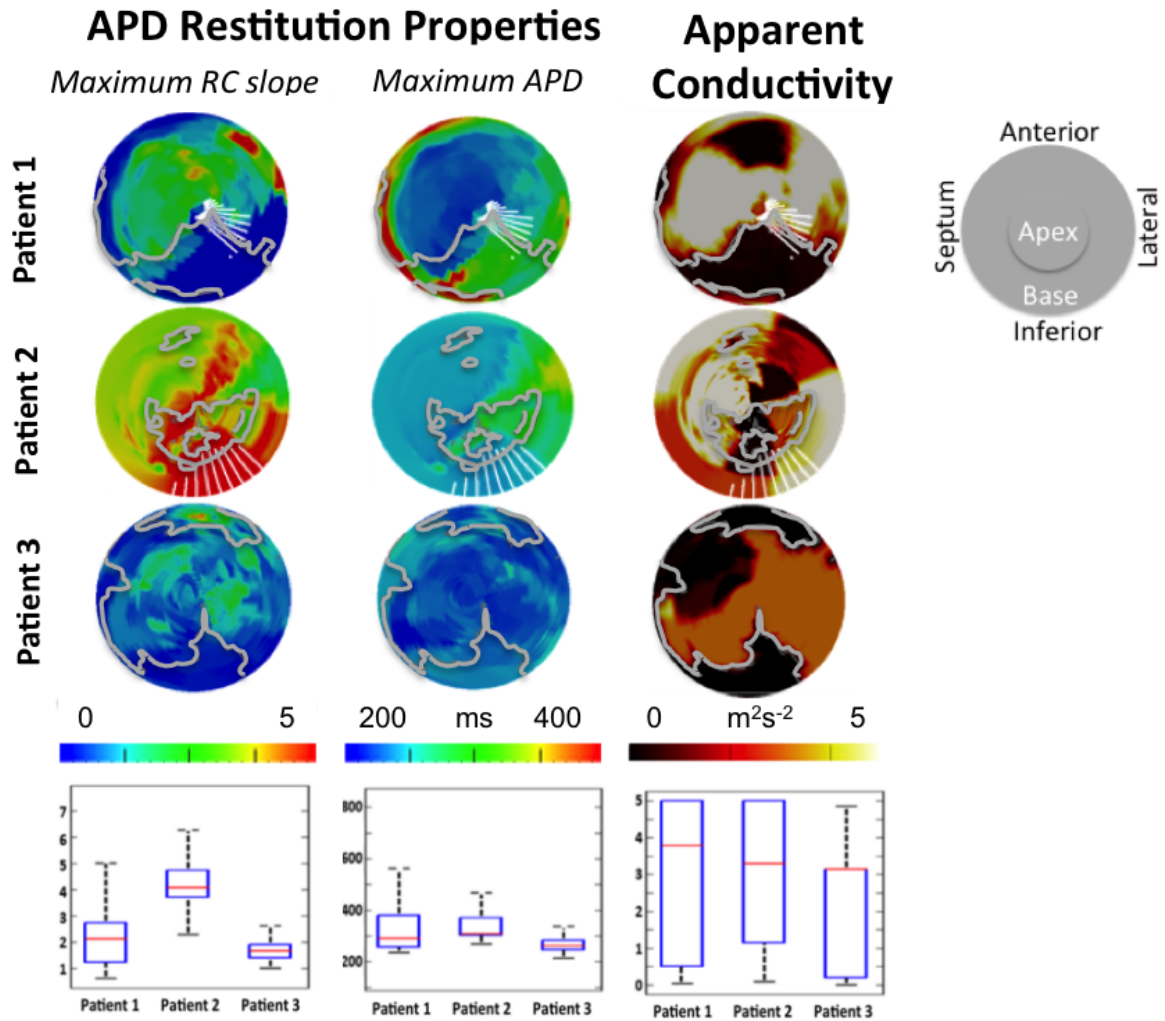 APD Restitution Properties
Apparent
Conductivity
Maximum RC slope
Maximum APD
Patient 1
Patient 2
Patient 3
Anterior
Septum
Apex
Lateral
Base
Inferior
0 5
200 ms 400
0 m²s⁻² 5
7
6
5
4
3
2
1
Patient 1 Patient 2 Patient 3
800
600
400
200
Patient 1 Patient 2 Patient 3
5
4
3
2
1
0
Patient 1 Patient 2 Patient 3